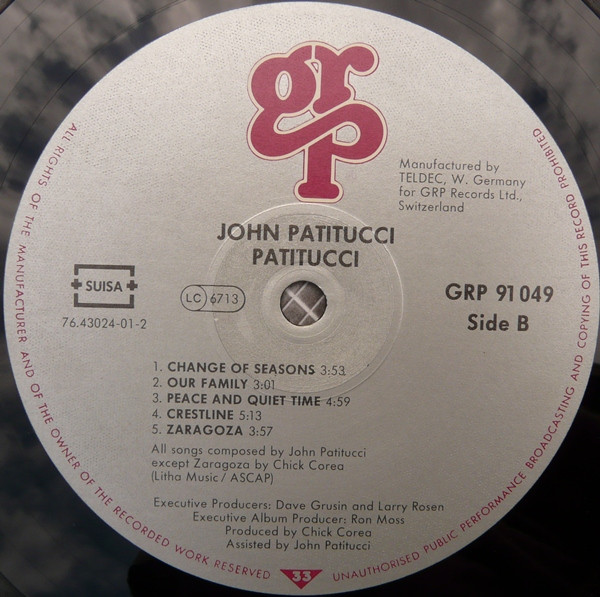 grp
Manufactured by
TELDEC, W. Germany
for GRP Records Ltd.,
Switzerland
JOHN PATITUCCI
PATITUCCI
SUISA
76.43024-01-2
LC 6713
GRP 91 049
Side B
1. CHANGE OF SEASONS 3:53
2. OUR FAMILY 3:01
3. PEACE AND QUIET TIME 4:59
4. CRESTLINE 5:13
5. ZARAGOZA 3:57
All songs composed by John Patitucci
except Zaragoza by Chick Corea
(Litha Music / ASCAP)
Executive Producers: Dave Grusin and Larry Rosen
Executive Album Producer: Ron Moss
Produced by Chick Corea
Assisted by John Patitucci
ALL RIGHTS OF THE MANUFACTURER AND OF THE OWNER OF THE RECORDED WORK RESERVED
33
UNAUTHORISED PUBLIC PERFORMANCE BROADCASTING AND COPYING OF THIS RECORD PROHIBITED